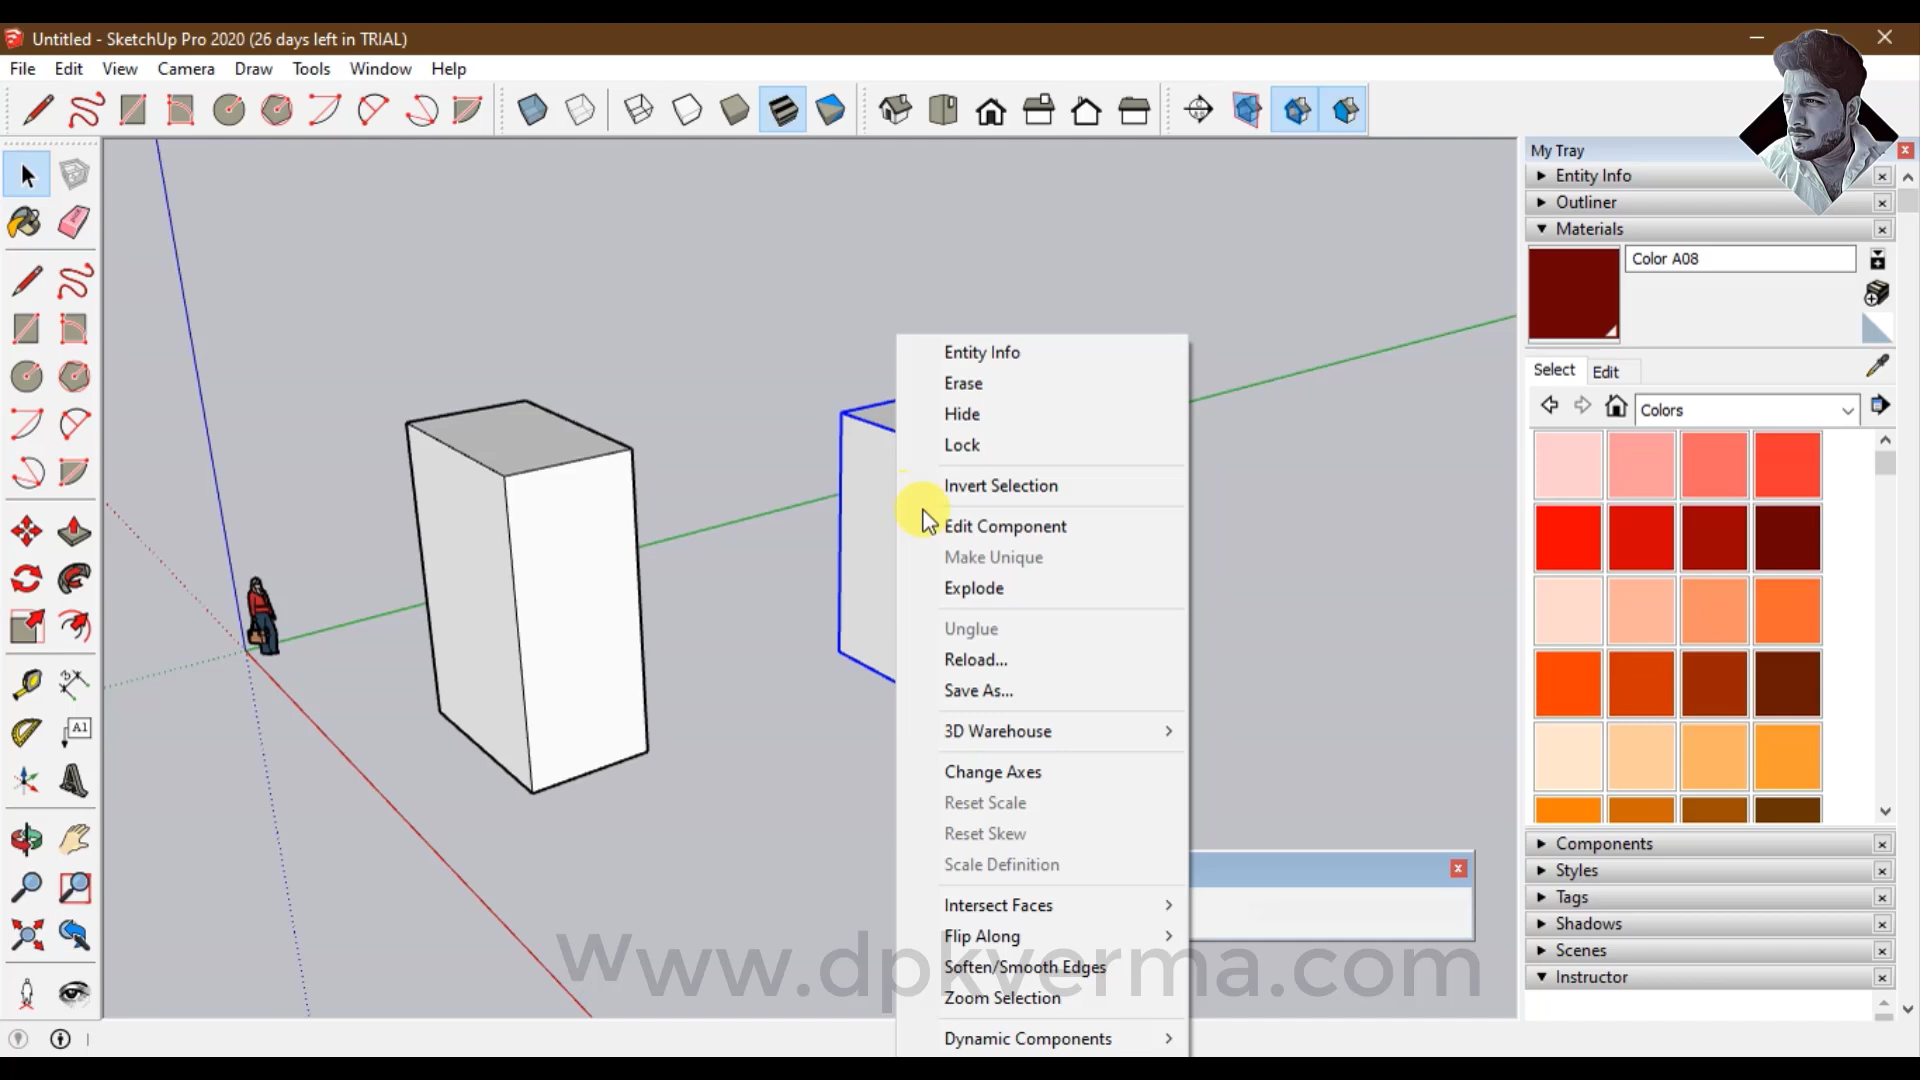 Untitled - SketchUp Pro 2020 (26 days left in TRIAL)
File Edit View Camera Draw Tools Window Help
My Tray
Entity Info
Outliner
Materials
Color A08
Select Edit
Colors
Entity Info
Erase
Hide
Lock
Invert Selection
Edit Component
Make Unique
Explode
Unglue
Reload...
Save As...
3D Warehouse
Change Axes
Reset Scale
Reset Skew
Scale Definition
Intersect Faces
Flip Along
Soften/Smooth Edges
Zoom Selection
Dynamic Components
Components
Styles
Tags
Shadows
Scenes
Instructor
A1
www.dpkverma.com